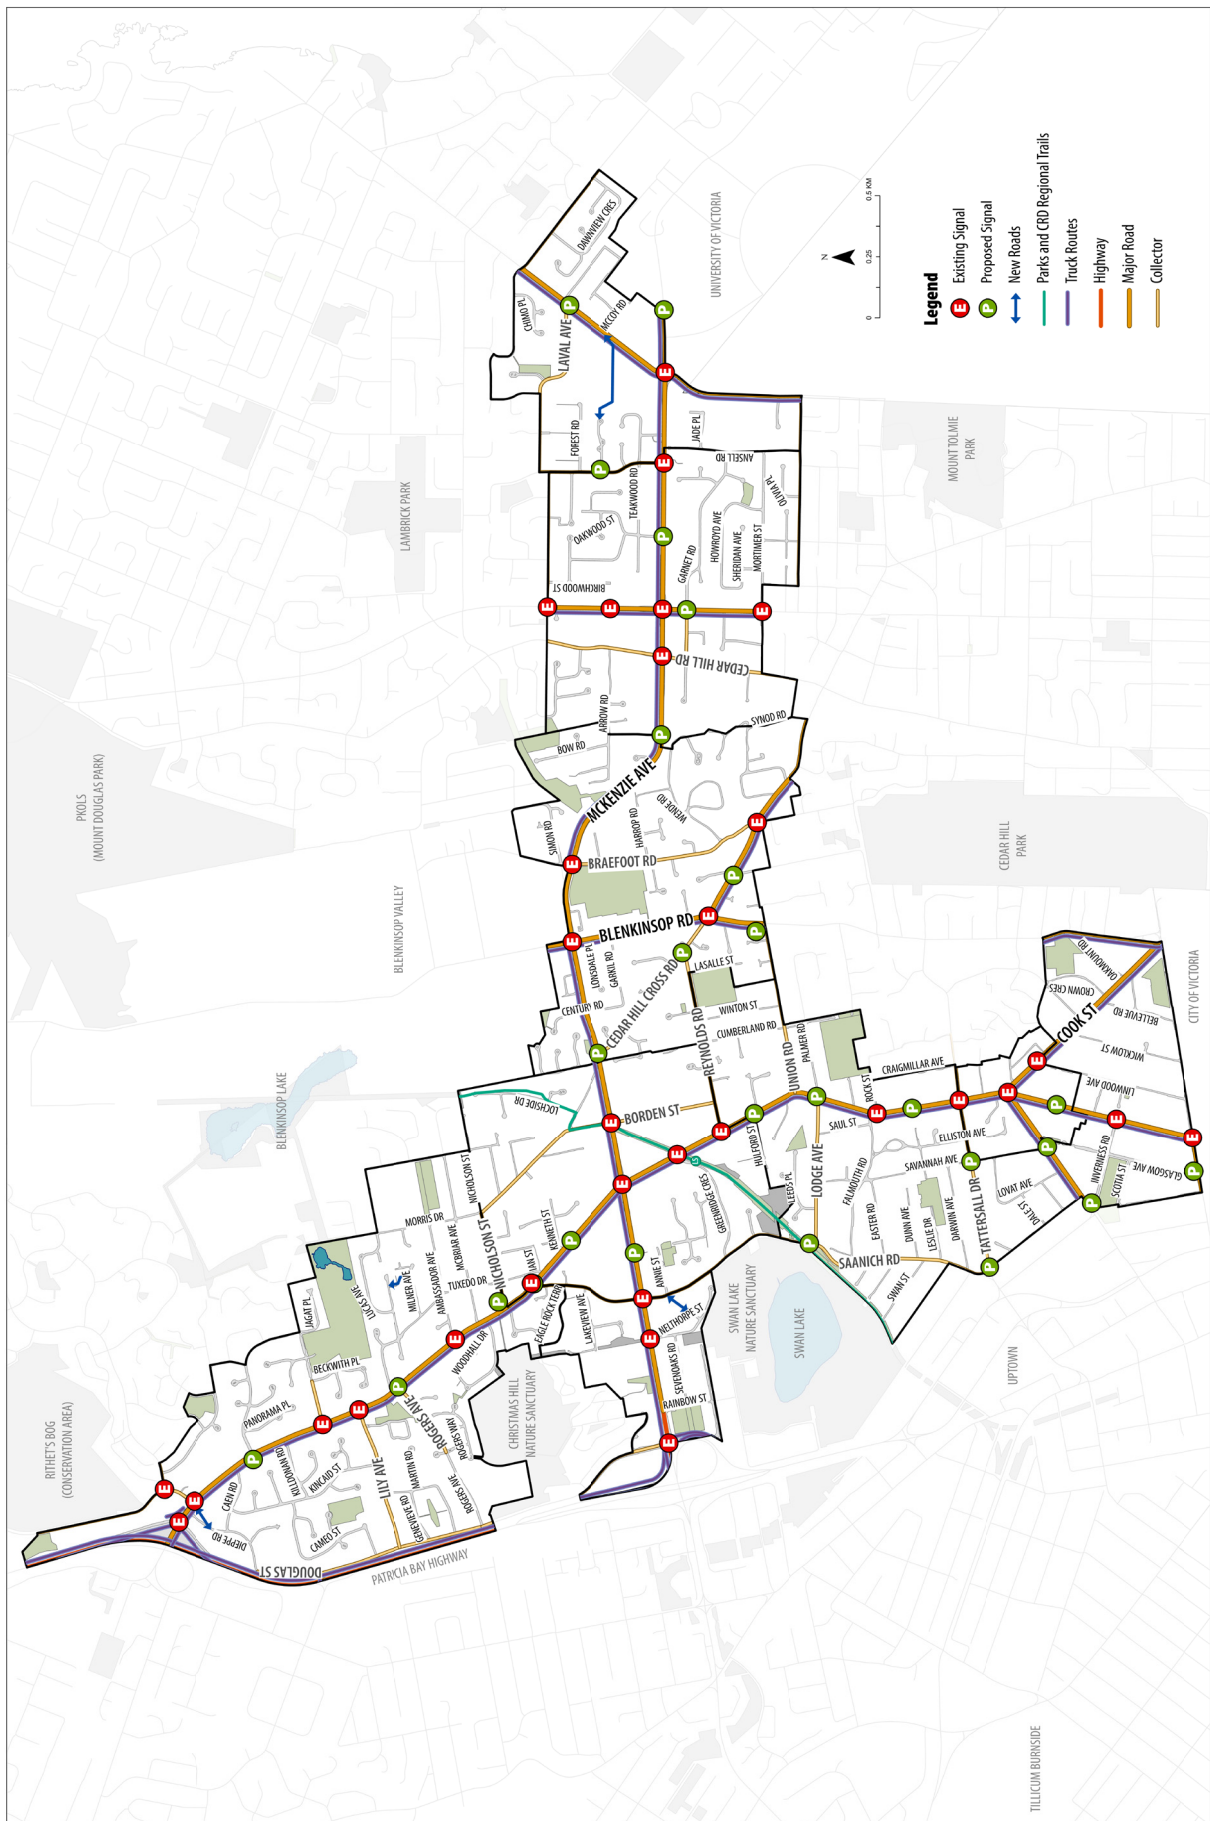 RITHET'S BOG
(CONSERVATION AREA)
PKOLS
(MOUNT DOUGLAS PARK)
BLENKINSOP LAKE
BLENKINSOP VALLEY
LAMBRICK PARK
UNIVERSITY OF VICTORIA
MOUNT TOLMIE
PARK
CEDAR HILL
PARK
CITY OF VICTORIA
SWAN LAKE
NATURE SANCTUARY
SWAN LAKE
CHRISTMAS HILL
NATURE SANCTUARY
UPTOWN
TILLICUM BURNSIDE
PATRICIA BAY HIGHWAY
DOUGLAS ST
DIEPPE RD
CAEN RD
CAMEO ST
KILLDONAN RD
KINCAID ST
PANORAMA PL
LILY AVE
GENEVIEVE RD
MARTIN RD
ROGERS AVE
ROGERS WAY
ROGERS AVE
BECKWITH PL
JAGAT PL
LUCAS AVE
MILNER AVE
AMBASSADOR AVE
MCBRIAR AVE
MORRIS DR
TUXEDO DR
WOODHALL DR
NICHOLSON ST
NICHOLSON ST
IAN ST
KENNETH ST
EAGLE ROCK TERR
LAKEVIEW AVE
ANNIE ST
NELTHORPE ST
SEVENOAKS RD
RAINBOW ST
GREENRIDGE CRES
LOCHSIDE DR
BORDEN ST
CENTURY RD
LONSDALE PL
GARKIL RD
CEDAR HILL CROSS RD
BLENKINSOP RD
BRAEFOOT RD
SIMON RD
HARROP RD
WENDE RD
MCKENZIE AVE
BOW RD
ARROW RD
SYNOD RD
CEDAR HILL RD
BIRCHWOOD ST
OAKWOOD ST
TEAKWOOD RD
GARNET RD
HOWROYD AVE
SHERIDAN AVE
MORTIMER ST
OLIVIA PL
ANSELL RD
JADE PL
FOREST RD
LAVAL AVE
CHIMO PL
MCCOY RD
DAWNVIEW CRES
LASALLE ST
REYNOLDS RD
WINTON ST
CUMBERLAND RD
UNION RD
PALMER RD
HULFORD ST
LEEDS PL
LODGE AVE
SAUL ST
ROCK ST
CRAIGMILLAR AVE
FALMOUTH RD
EASTER RD
DUNN AVE
LESLIE DR
DARWIN AVE
SAVANNAH AVE
ELLISTON AVE
SAANICH RD
SWAN ST
TATTERSALL DR
LOVAT AVE
DALE ST
INVERNESS RD
SCOTIA ST
GLASGOW AVE
LINWOOD AVE
WICKLOW ST
BELLEVUE RD
CROWN CRES
OAKMOUNT RD
COOK ST
N
0 0.25 0.5 KM
Legend
E Existing Signal
P Proposed Signal
New Roads
Parks and CRD Regional Trails
Truck Routes
Highway
Major Road
Collector